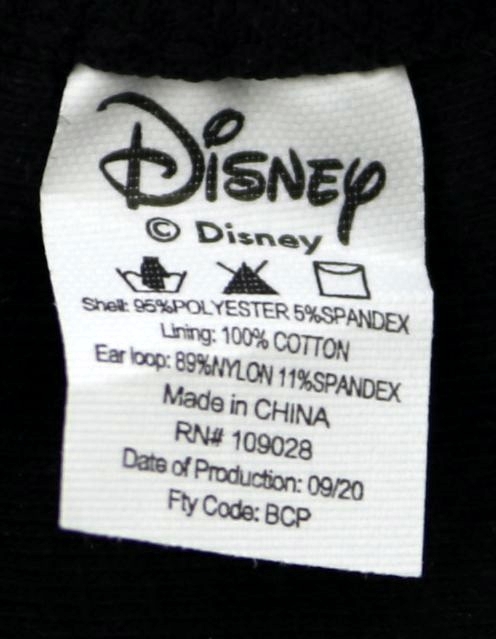 Disney
© Disney
Shell: 95%POLYESTER 5%SPANDEX
Lining: 100% COTTON
Ear loop: 89%NYLON 11%SPANDEX
Made in CHINA
RN# 109028
Date of Production: 09/20
Fty Code: BCP